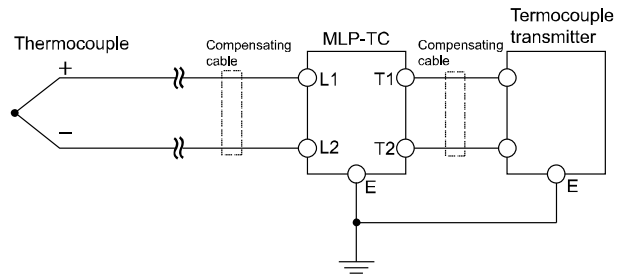 Thermocouple
+
−
Compensating
cable
MLP-TC
L1
L2
T1
T2
E
Compensating
cable
Termocouple
transmitter
E